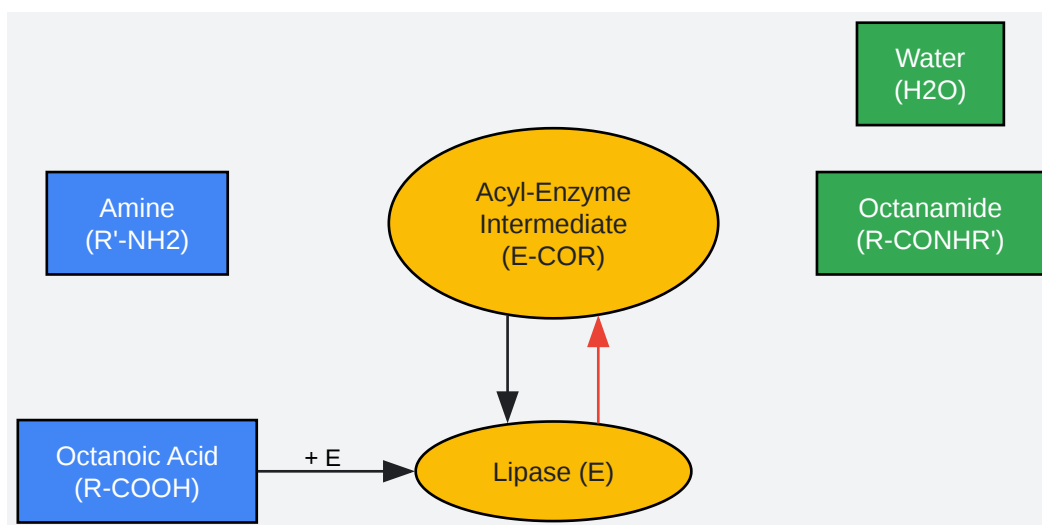 Water
(H2O)
Amine
(R'-NH2)
Acyl-Enzyme
Intermediate
(E-COR)
Octanamide
(R-CONHR')
Octanoic Acid
(R-COOH)
+ E
Lipase (E)